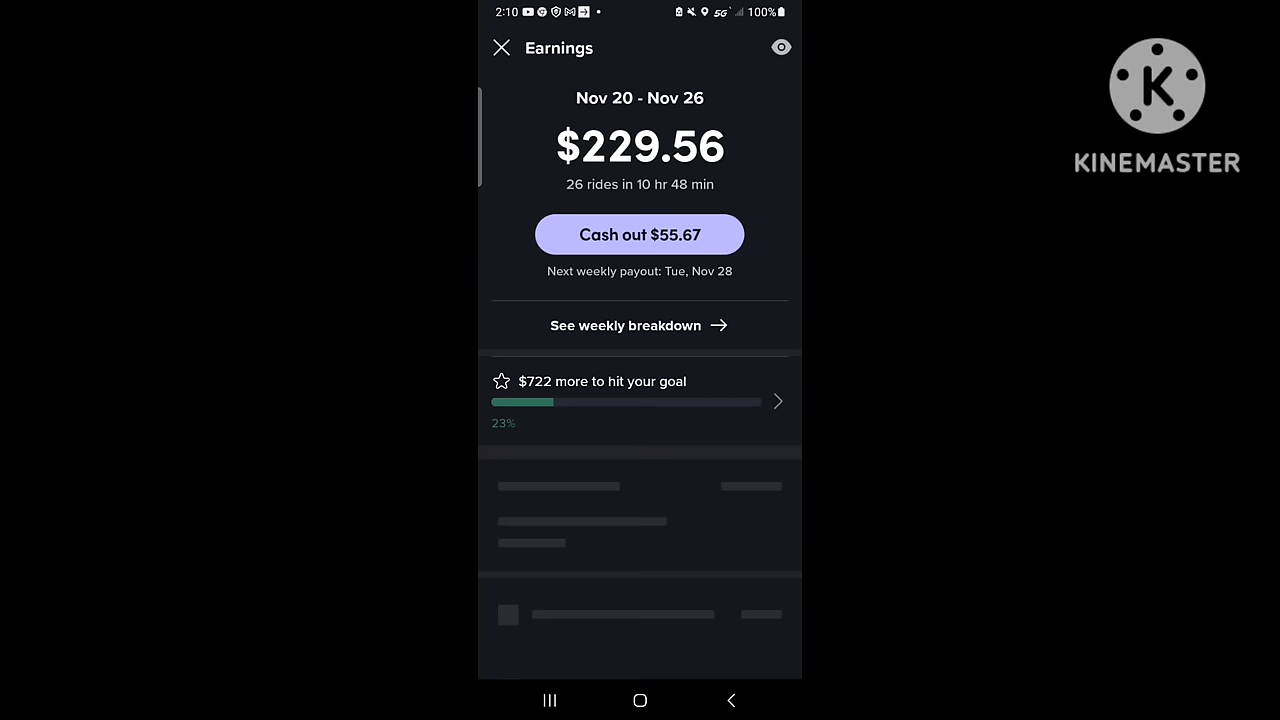 2:10
5G
100%
Earnings
Nov 20 - Nov 26
$229.56
26 rides in 10 hr 48 min
Cash out $55.67
Next weekly payout: Tue, Nov 28
See weekly breakdown
$722 more to hit your goal
23%
K
KINEMASTER